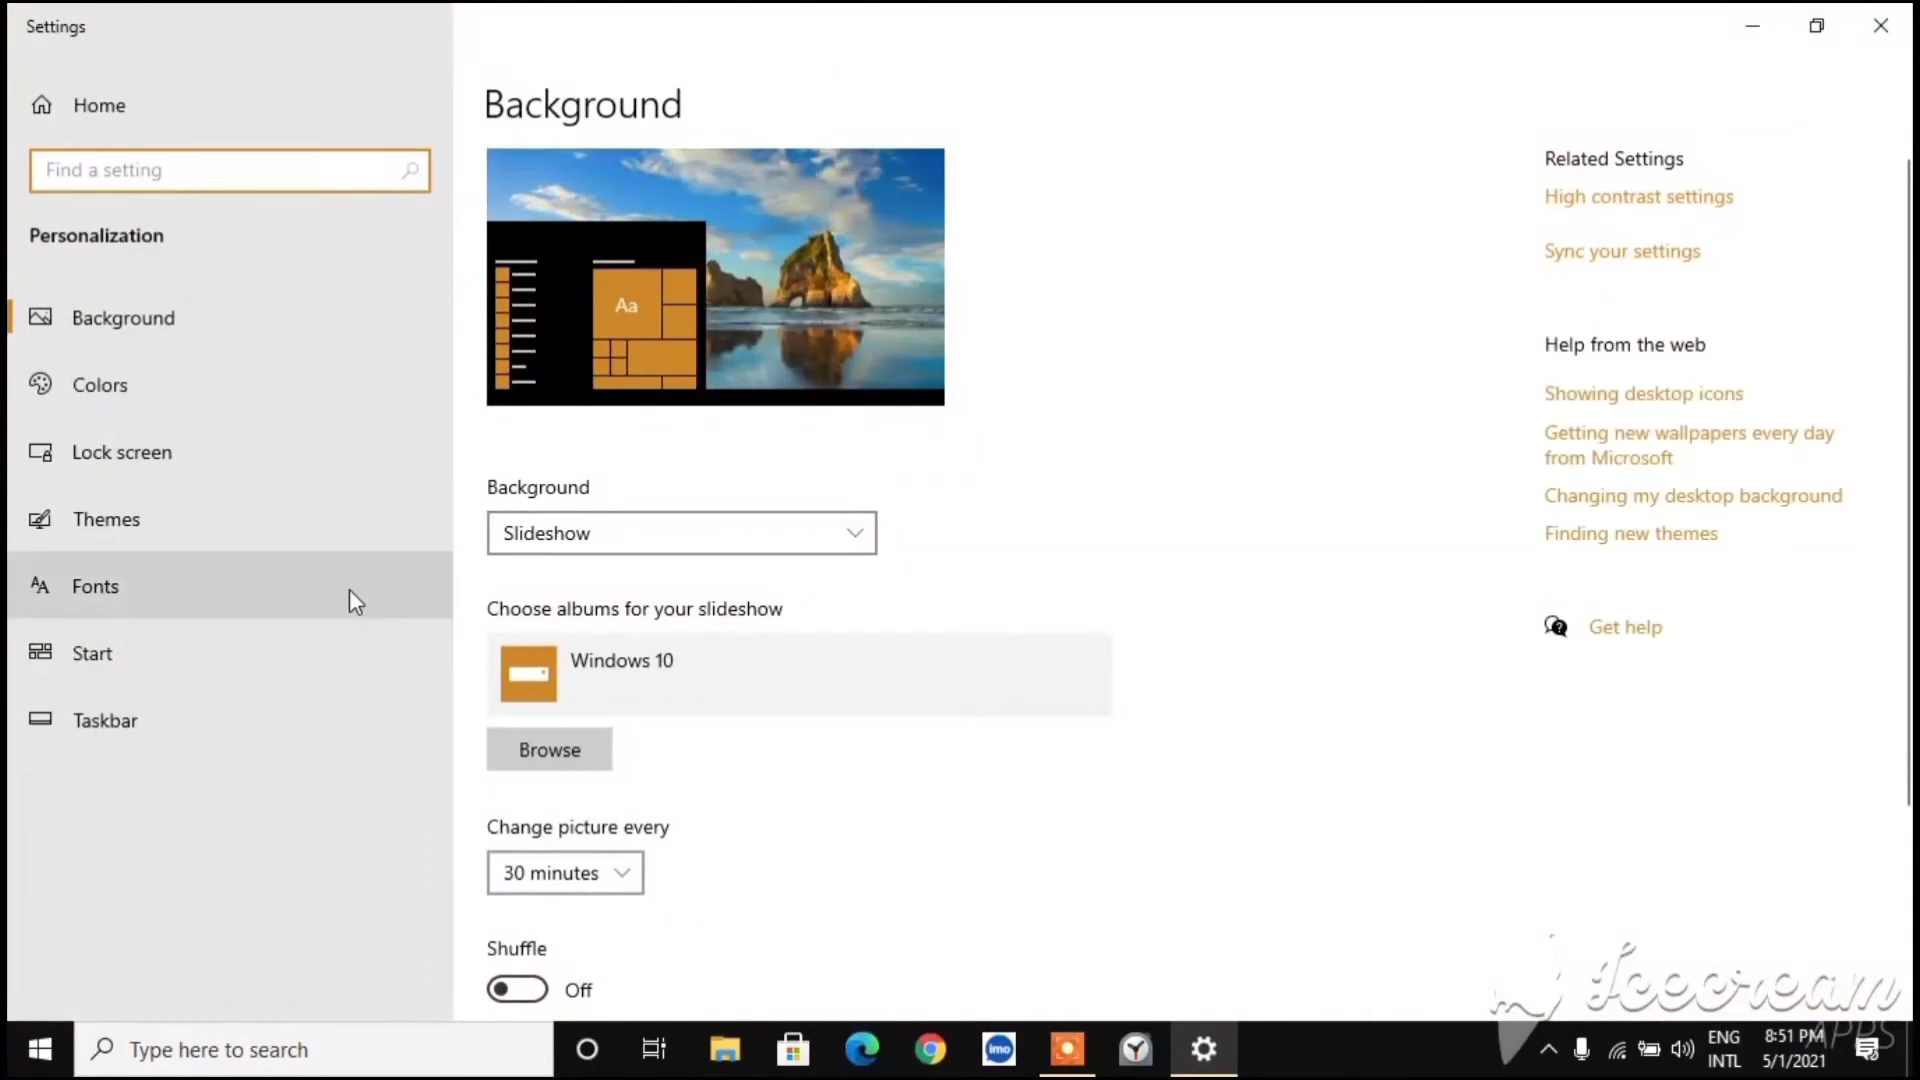 Settings
Home
Find a setting
Personalization
Background
Colors
Lock screen
Themes
Fonts
Start
Taskbar
Background
Aa
Background
Slideshow
Choose albums for your slideshow
Windows 10
Browse
Change picture every
30 minutes
Shuffle
Off
Related Settings
High contrast settings
Sync your settings
Help from the web
Showing desktop icons
Getting new wallpapers every day
from Microsoft
Changing my desktop background
Finding new themes
Get help
Icecream
APPS
Type here to search
imo
ENG
INTL
8:51 PM
5/1/2021